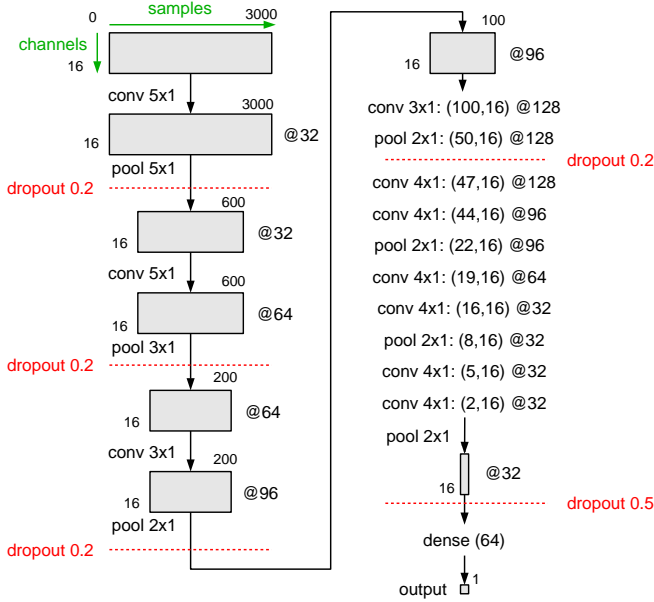 0
samples
3000
channels
16
conv 5x1
3000
16
@32
pool 5x1
dropout 0.2
600
16
@32
conv 5x1
600
16
@64
pool 3x1
dropout 0.2
200
16
@64
conv 3x1
200
16
@96
pool 2x1
dropout 0.2
100
16
@96
conv 3x1: (100,16) @128
pool 2x1: (50,16) @128
dropout 0.2
conv 4x1: (47,16) @128
conv 4x1: (44,16) @96
pool 2x1: (22,16) @96
conv 4x1: (19,16) @64
conv 4x1: (16,16) @32
pool 2x1: (8,16) @32
conv 4x1: (5,16) @32
conv 4x1: (2,16) @32
pool 2x1
16
@32
dropout 0.5
dense (64)
1
output